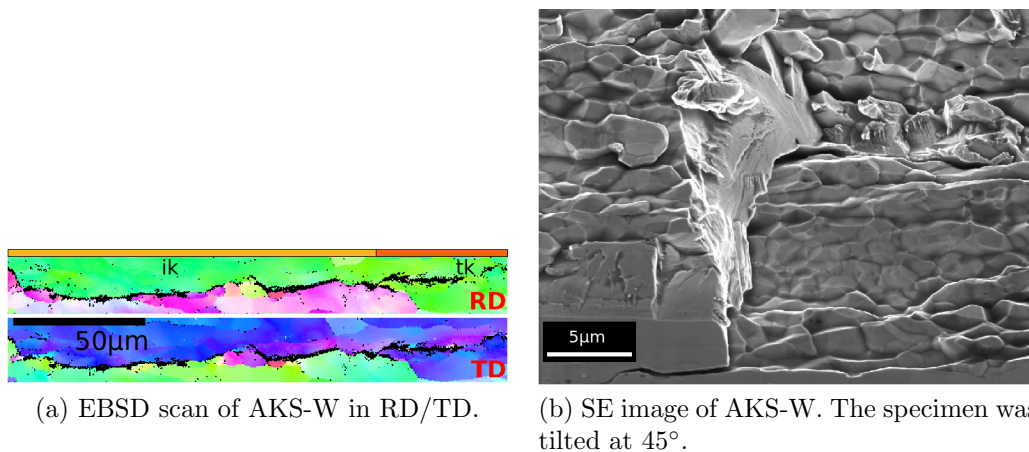 ik
tk
RD
50μm
TD
5μm
(a) EBSD scan of AKS-W in RD/TD.
(b) SE image of AKS-W. The specimen was
tilted at 45°.